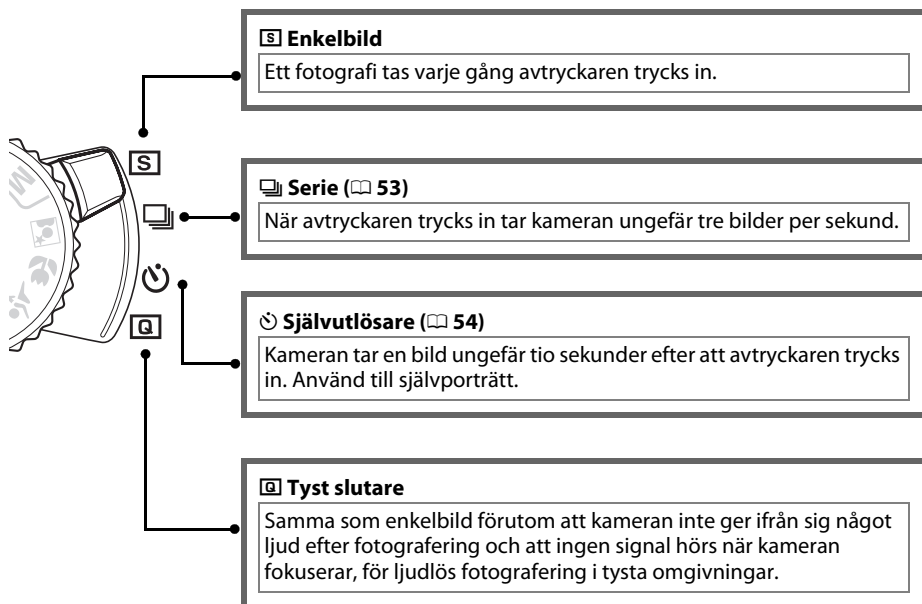 S Enkelbild
Ett fotografi tas varje gång avtryckaren trycks in.
S
Serie (53)
När avtryckaren trycks in tar kameran ungefär tre bilder per sekund.
M
Självutlösare (54)
Q
Kameran tar en bild ungefär tio sekunder efter att avtryckaren trycks
in. Använd till självporträtt.
Q Tyst slutare
Samma som enkelbild förutom att kameran inte ger ifrån sig något
ljud efter fotografering och att ingen signal hörs när kameran
fokuserar, för ljudlös fotografering i tysta omgivningar.